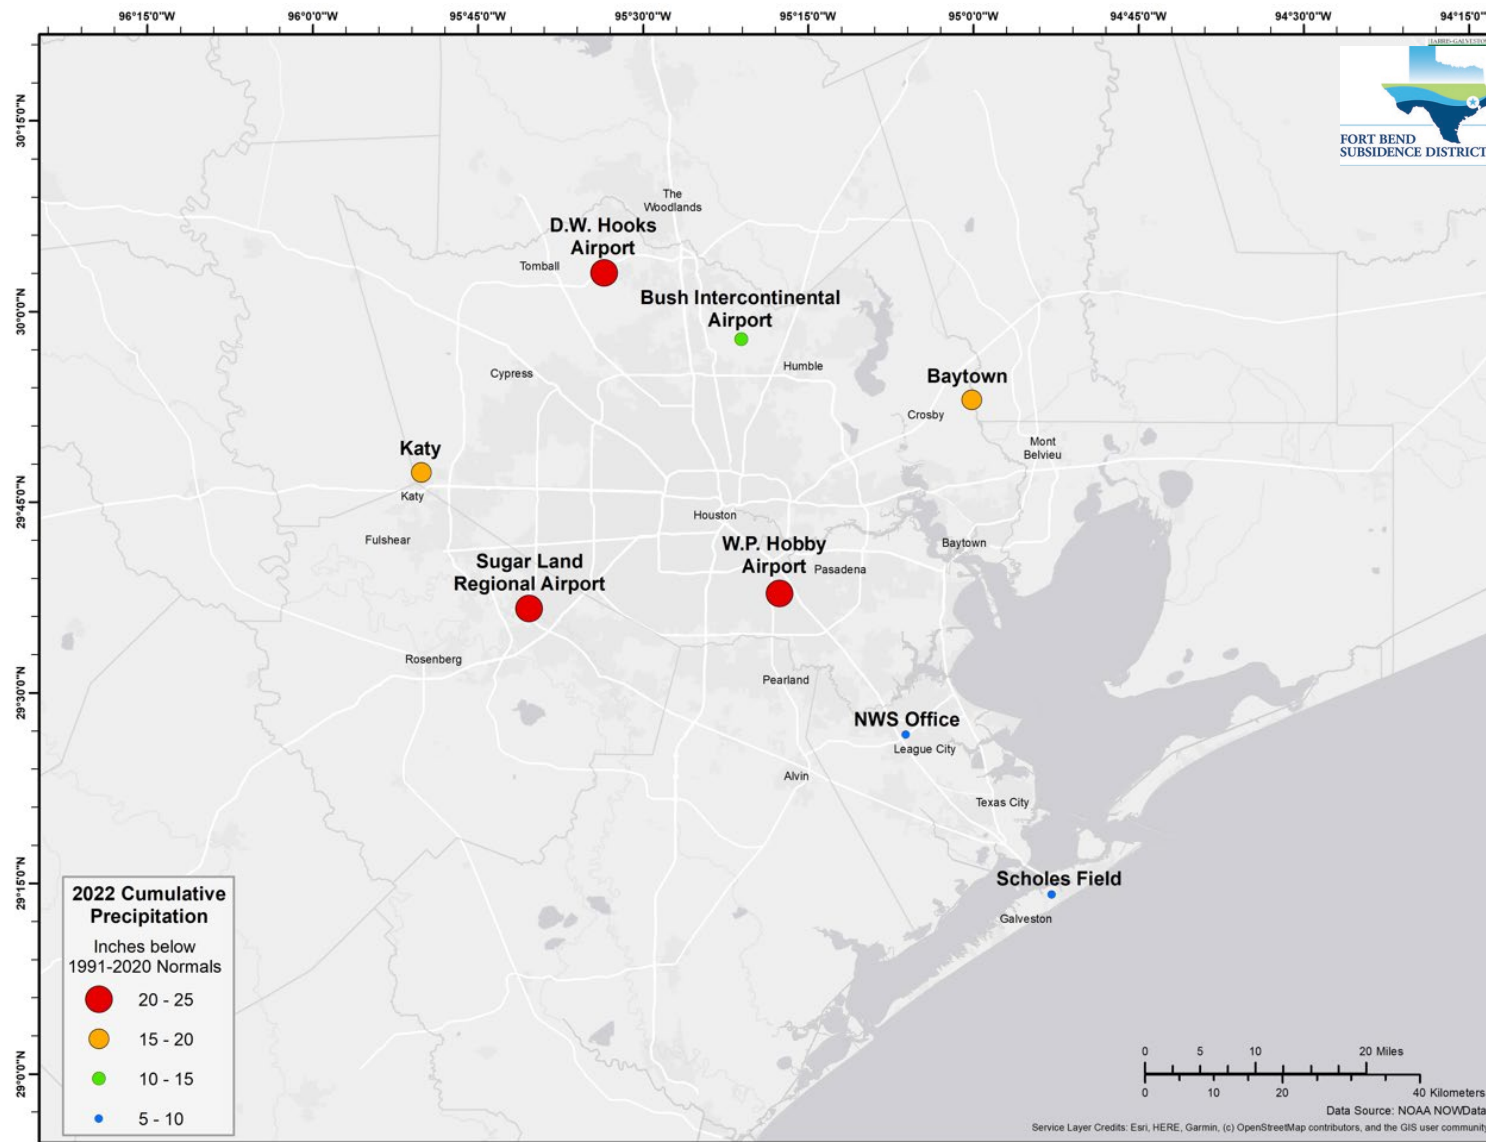 96°15'0"W
96°0'0"W
95°45'0"W
95°30'0"W
95°15'0"W
95°0'0"W
94°45'0"W
94°30'0"W
94°15'0"
30°15'0"N
30°0'0"N
29°45'0"N
29°30'0"N
29°15'0"N
29°0'0"N
FORT BEND
SUBSIDENCE DISTRICT
The
Woodlands
D.W. Hooks
Airport
Tomball
Bush Intercontinental
Airport
Humble
Cypress
Baytown
Crosby
Mont
Belvieu
Katy
Katy
Houston
Fulshear
W.P. Hobby
Airport
Baytown
Pasadena
Sugar Land
Regional Airport
Rosenberg
Pearland
NWS Office
League City
Alvin
Texas City
Scholes Field
Galveston
2022 Cumulative
Precipitation
Inches below
1991-2020 Normals
20 - 25
15 - 20
10 - 15
5 - 10
0 5 10 20 Miles
0 10 20 40 Kilometers
Data Source: NOAA NOWData
Service Layer Credits: Esri, HERE, Garmin, (c) OpenStreetMap contributors, and the GIS user community